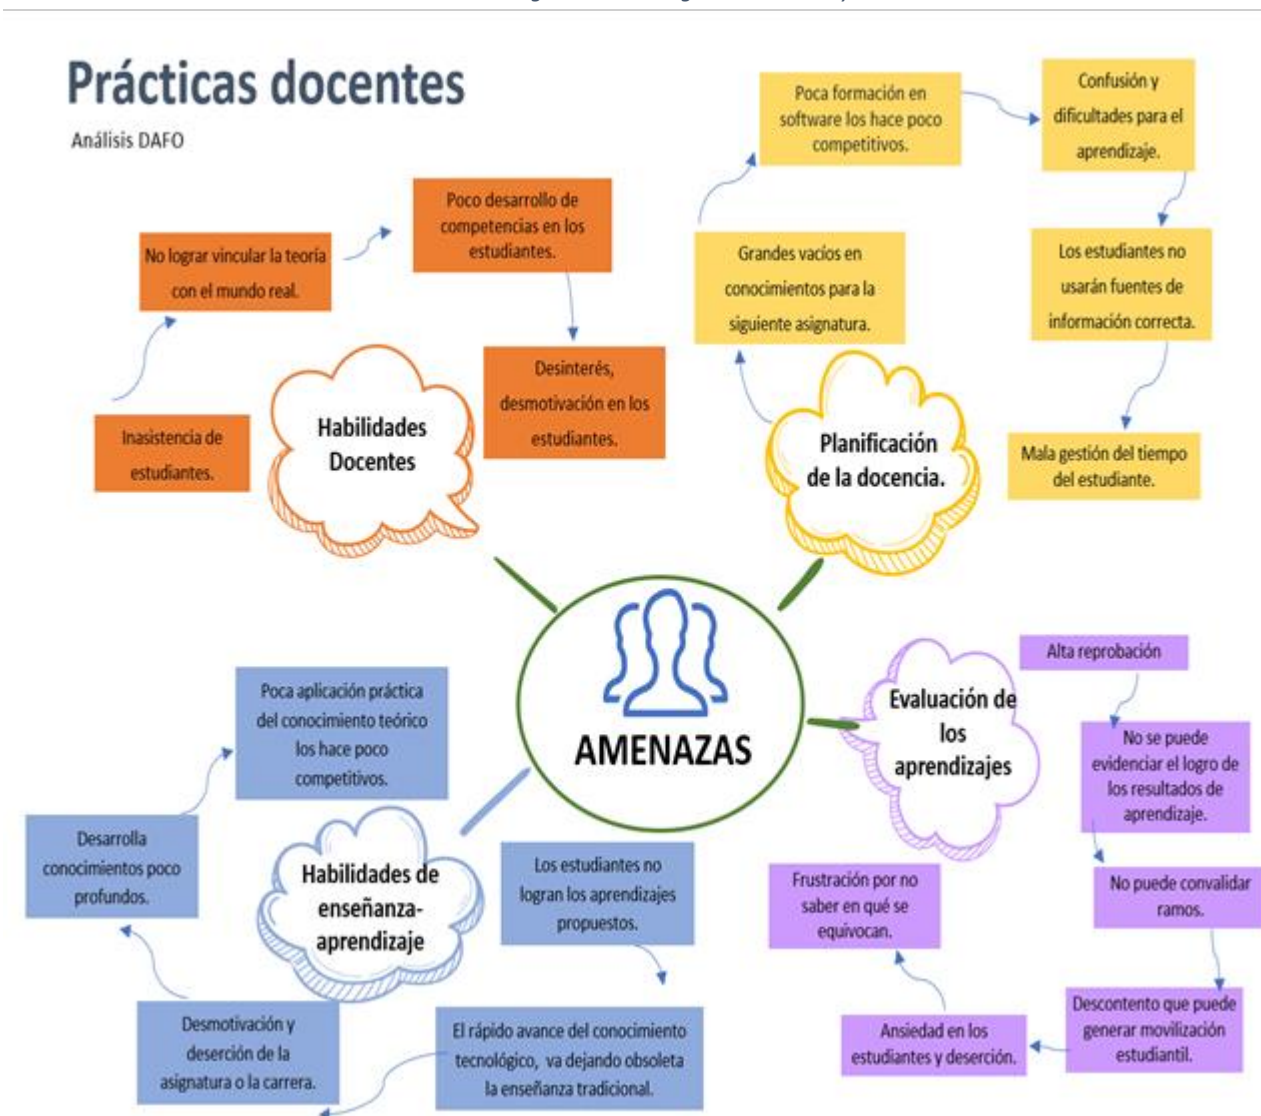 Prácticas docentes
Análisis DAFO
Inasistencia de
estudiantes.
No lograr vincular la teoría
con el mundo real.
Poco desarrollo de
competencias en los
estudiantes.
Desinterés,
desmotivación en los
estudiantes.
Habilidades
Docentes
Planificación
de la docencia.
Grandes vacíos en
conocimientos para la
siguiente asignatura.
Poca formación en
software los hace poco
competitivos.
Confusión y
dificultades para el
aprendizaje.
Los estudiantes no
usarán fuentes de
información correcta.
Mala gestión del tiempo
del estudiante.
AMENAZAS
Evaluación de
los
aprendizajes
Alta reprobación
No se puede
evidenciar el logro de
los resultados de
aprendizaje.
No puede convalidar
ramos.
Descontento que puede
generar movilización
estudiantil.
Ansiedad en los
estudiantes y deserción.
Frustración por no
saber en qué se
equivocan.
Habilidades de
enseñanza-
aprendizaje
Los estudiantes no
logran los aprendizajes
propuestos.
El rápido avance del conocimiento
tecnológico, va dejando obsoleta
la enseñanza tradicional.
Desmotivación y
deserción de la
asignatura o la carrera.
Desarrolla
conocimientos poco
profundos.
Poca aplicación práctica
del conocimiento teórico
los hace poco
competitivos.